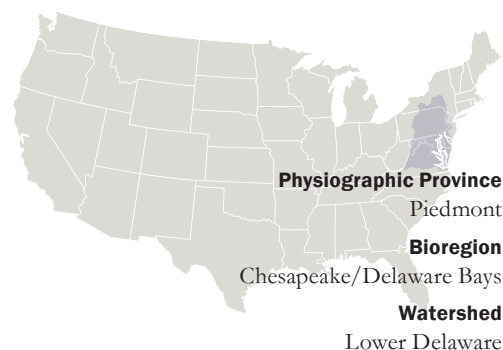 Physiographic Province
Piedmont
Bioregion
Chesapeake/Delaware Bays
Watershed
Lower Delaware